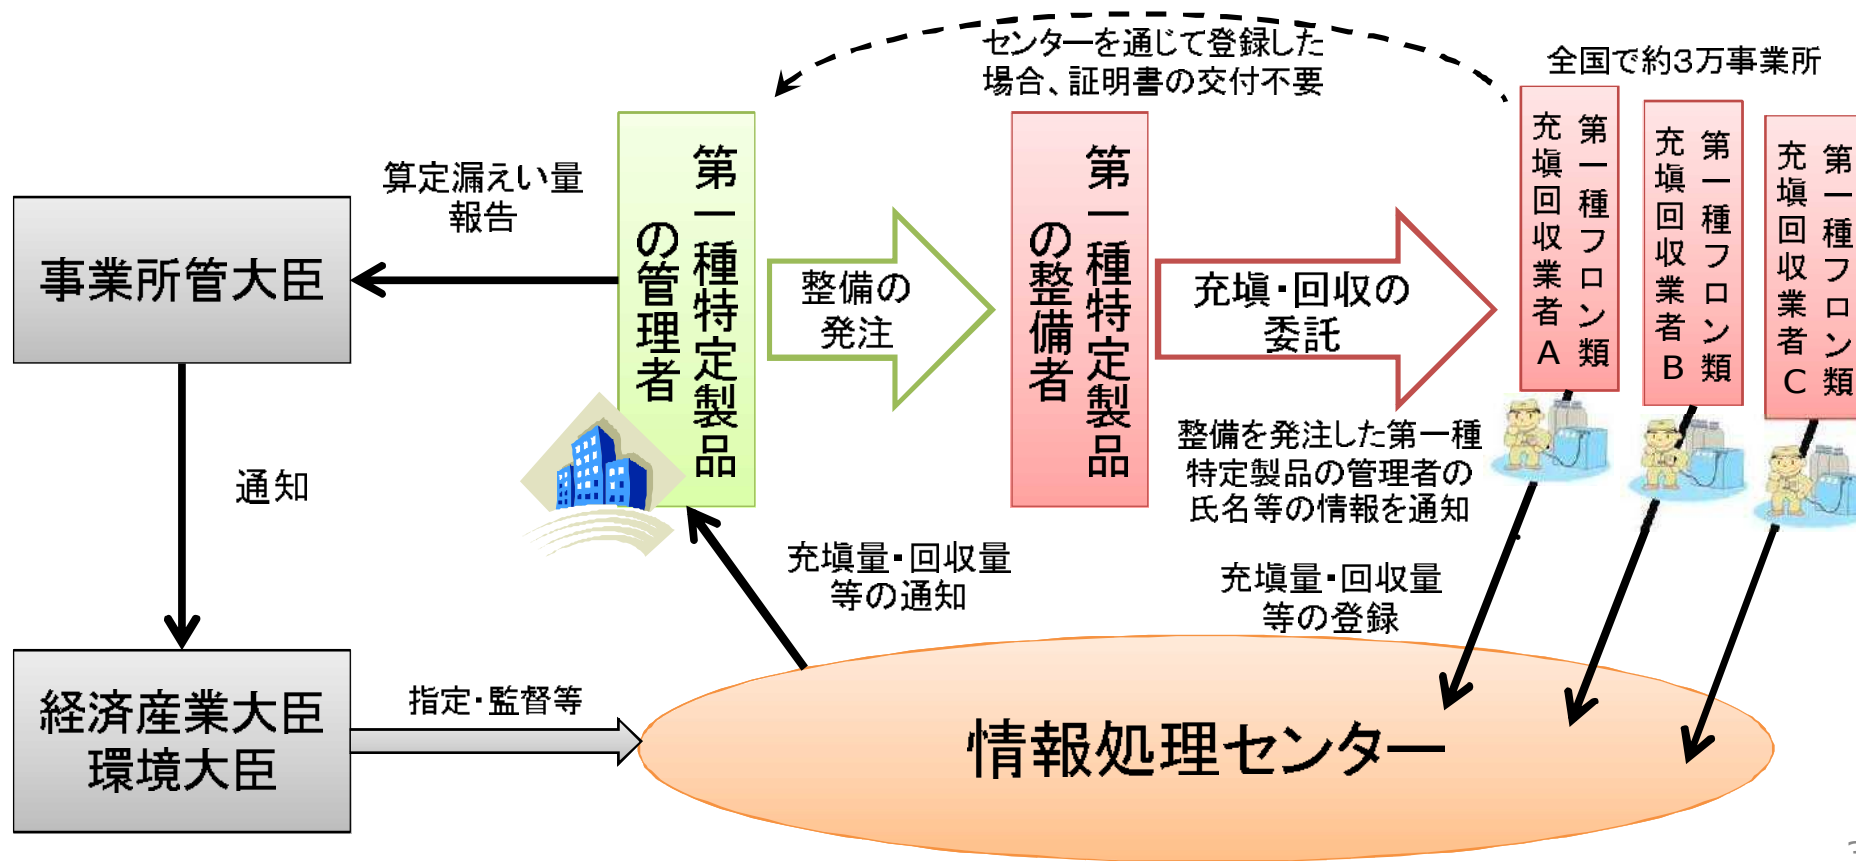 センターを通じて登録した
場合、証明書の交付不要
全国で約3万事業所
算定漏えい量
報告
事業所管大臣
第一種特定製品
の管理者
整備の
発注
第一種特定製品
の整備者
充塡・回収の
委託
第一種フロン類
充塡回収業者A
第一種フロン類
充塡回収業者B
第一種フロン類
充塡回収業者C
通知
整備を発注した第一種
特定製品の管理者の
氏名等の情報を通知
充塡量・回収量
等の通知
充塡量・回収量
等の登録
経済産業大臣
環境大臣
指定・監督等
情報処理センター